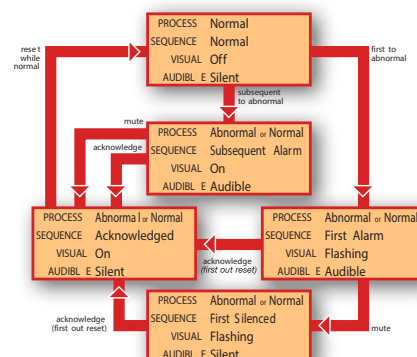 PROCESS Normal
SEQUENCE Normal
VISUAL Off
AUDIBL E Silent
rese t
while
normal
first to
abnormal
subsequent
to abnormal
mute
acknowledge
PROCESS Abnormal or Normal
SEQUENCE Subsequent Alarm
VISUAL On
AUDIBL E Audible
PROCESS Abnorma l or Normal
SEQUENCE Acknowledged
VISUAL On
AUDIBL E Silent
PROCESS Abnormal or Normal
SEQUENCE First Alarm
VISUAL Flashing
AUDIBL E Audible
acknowledge
(first out reset)
acknowledge
(first out reset)
PROCESS Abnormal or Normal
SEQUENCE First Silenced
VISUAL Flashing
AUDIBL E Silent
mute